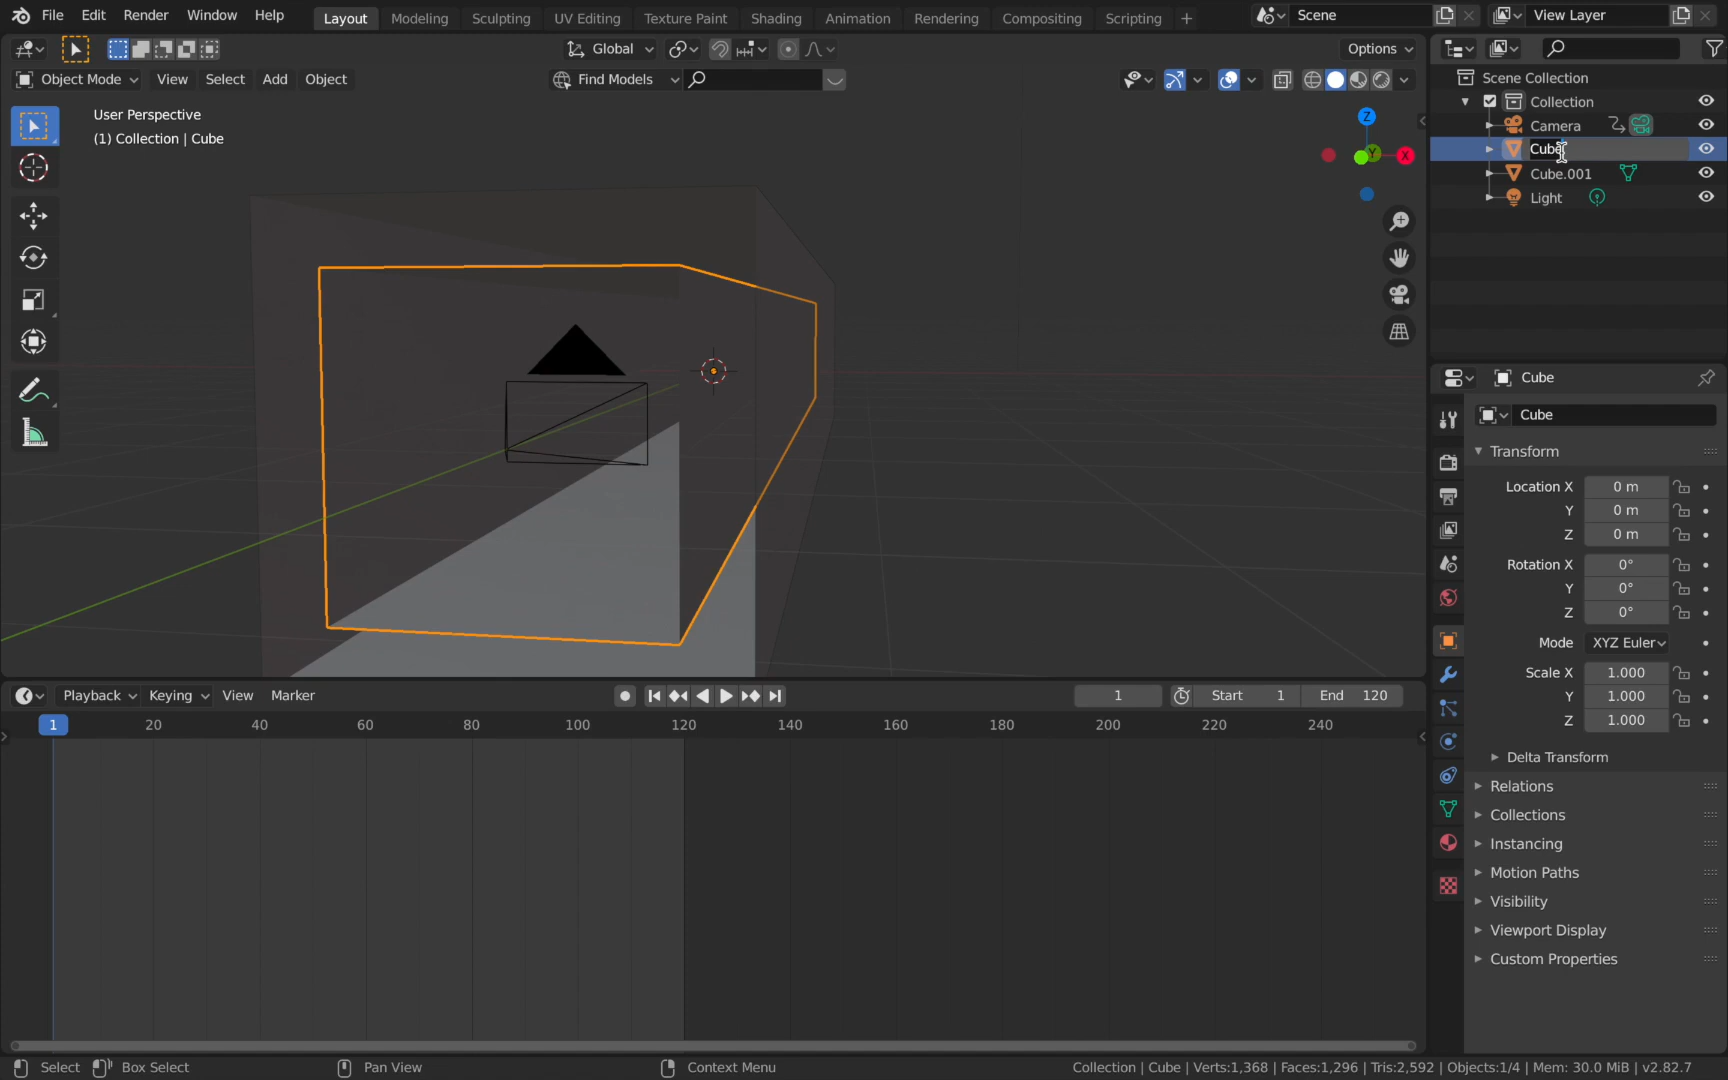 File Edit Render Window Help Layout Modeling Sculpting UV Editing Texture Paint Shading Animation Rendering Compositing Scripting + Scene View Layer
Global Options
Object Mode View Select Add Object Find Models
User Perspective
(1) Collection | Cube
Z
Y
X
Scene Collection
Collection
Camera
Cube
Cube.001
Light
Cube
Cube
Transform
Location X 0 m
Y 0 m
Z 0 m
Rotation X 0°
Y 0°
Z 0°
Mode XYZ Euler
Scale X 1.000
Y 1.000
Z 1.000
Delta Transform
Relations
Collections
Instancing
Motion Paths
Visibility
Viewport Display
Custom Properties
Playback Keying View Marker 1 Start 1 End 120
1 20 40 60 80 100 120 140 160 180 200 220 240
Select Box Select Pan View Context Menu Collection | Cube | Verts:1,368 | Faces:1,296 | Tris:2,592 | Objects:1/4 | Mem: 30.0 MiB | v2.82.7